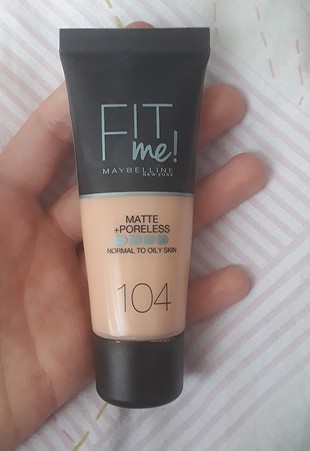 FIT
me!
MAYBELLINE
NEW YORK
MATTE
+PORELESS
NORMAL TO OILY SKIN
104